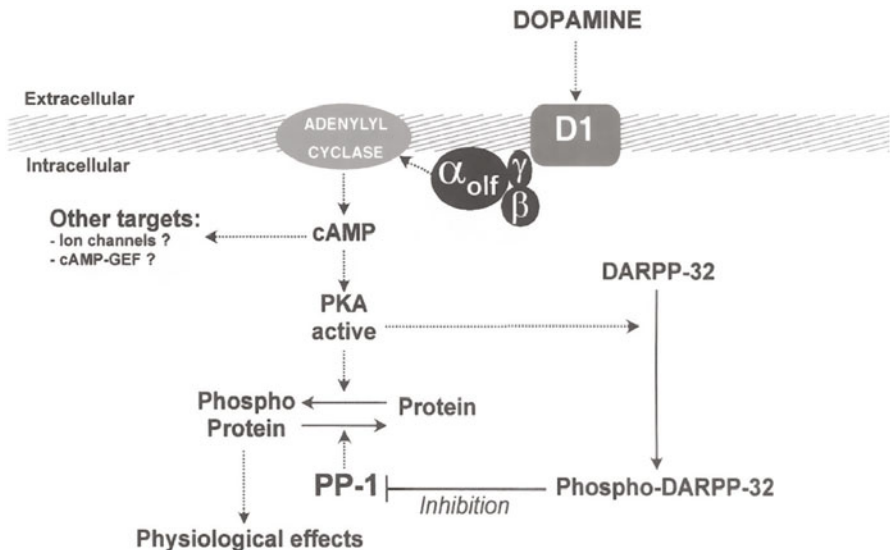 DOPAMINE
Extracellular
ADENYLYL
CYCLASE
D1
Intracellular
αolf
γ
β
Other targets:
- Ion channels ?
- cAMP-GEF ?
cAMP
DARPP-32
PKA
active
Phospho
Protein
Protein
PP-1
Inhibition
Phospho-DARPP-32
Physiological effects